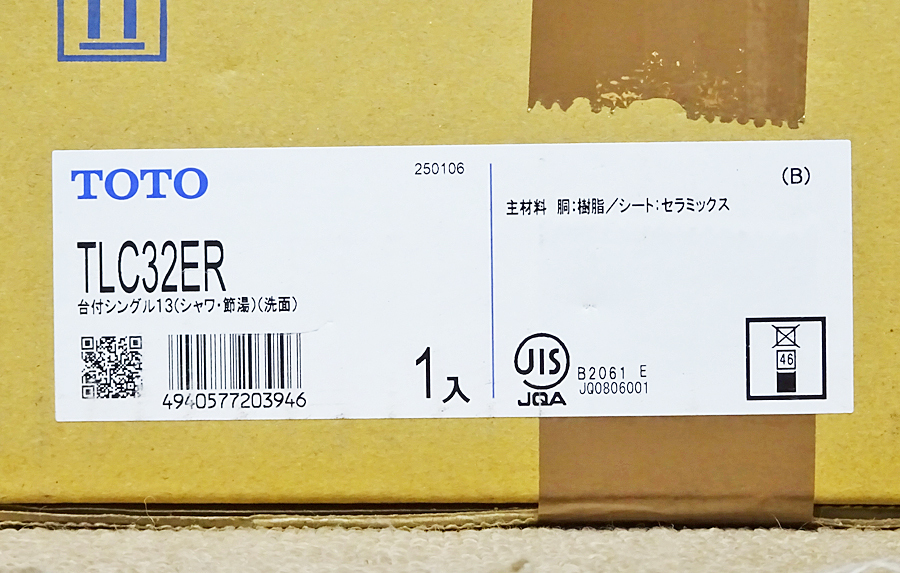 TOTO
250106
TLC32ER
台付シングル13(シャワ・節湯)(洗面)
4940577203946
1入
(B)
主材料 胴:樹脂/シート:セラミックス
JIS
JQA
B2061 E
JQ0806001
46